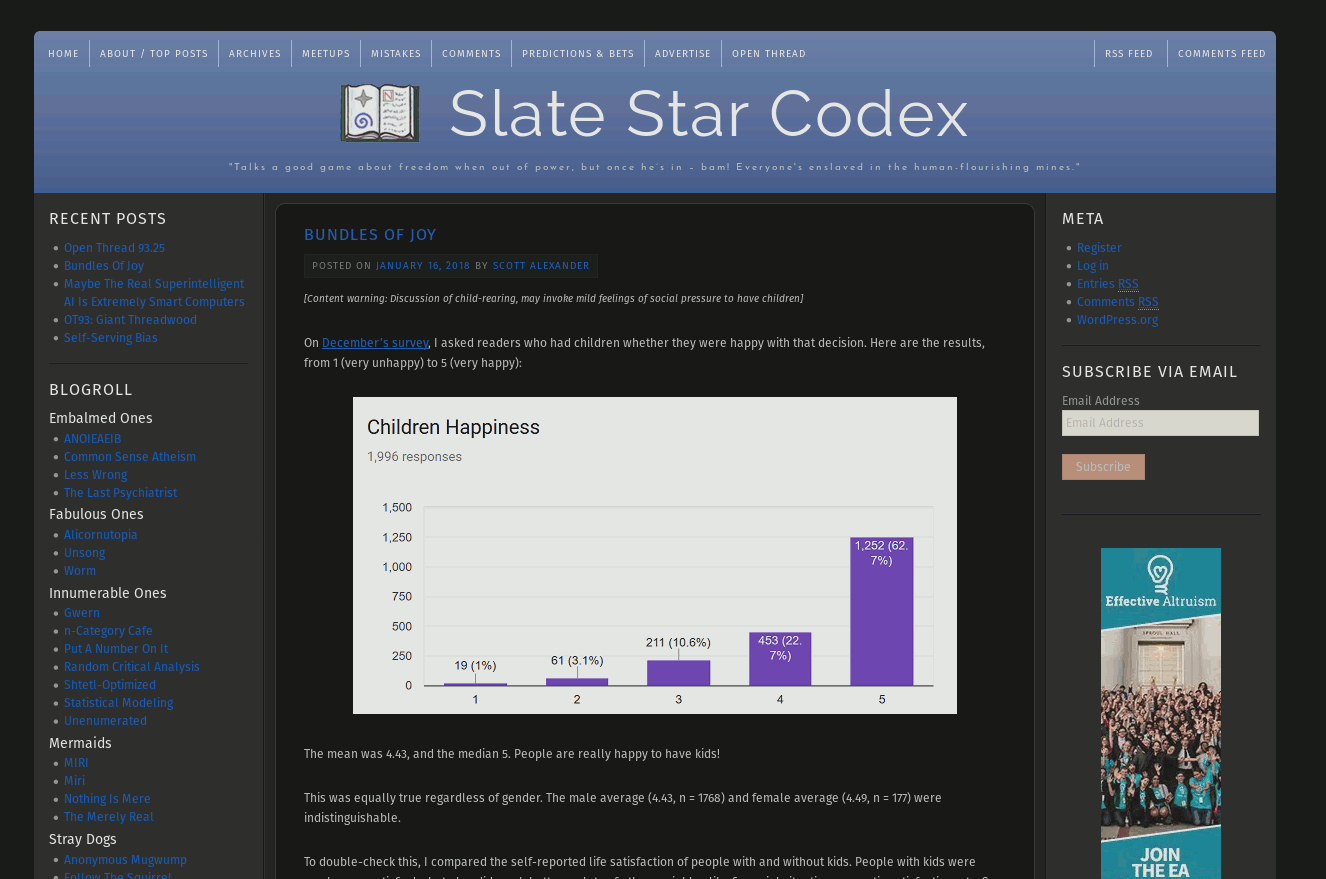 HOME
ABOUT / TOP POSTS
ARCHIVES
MEETUPS
MISTAKES
COMMENTS
PREDICTIONS & BETS
ADVERTISE
OPEN THREAD
RSS FEED
COMMENTS FEED
Slate Star Codex
"Talks a good game about freedom when out of power, but once he's in – bam! Everyone's enslaved in the human-flourishing mines."
RECENT POSTS
Open Thread 93.25
Bundles Of Joy
Maybe The Real Superintelligent
AI Is Extremely Smart Computers
OT93: Giant Threadwood
Self-Serving Bias
BLOGROLL
Embalmed Ones
ANOIEAEIB
Common Sense Atheism
Less Wrong
The Last Psychiatrist
Fabulous Ones
Alicornutopia
Unsong
Worm
Innumerable Ones
Gwern
n-Category Cafe
Put A Number On It
Random Critical Analysis
Shtetl-Optimized
Statistical Modeling
Unenumerated
Mermaids
MIRI
Miri
Nothing Is Mere
The Merely Real
Stray Dogs
Anonymous Mugwump
Follow The Squirrel
BUNDLES OF JOY
POSTED ON JANUARY 16, 2018 BY SCOTT ALEXANDER
[Content warning: Discussion of child-rearing, may invoke mild feelings of social pressure to have children]
On December's survey, I asked readers who had children whether they were happy with that decision. Here are the results,
from 1 (very unhappy) to 5 (very happy):
Children Happiness
1,996 responses
1,500
1,250
1,000
750
500
250
0
19 (1%)
61 (3.1%)
211 (10.6%)
453 (22.
7%)
1,252 (62.
7%)
1
2
3
4
5
The mean was 4.43, and the median 5. People are really happy to have kids!
This was equally true regardless of gender. The male average (4.43, n = 1768) and female average (4.49, n = 177) were
indistinguishable.
To double-check this, I compared the self-reported life satisfaction of people with and without kids. People with kids were
META
Register
Log in
Entries RSS
Comments RSS
WordPress.org
SUBSCRIBE VIA EMAIL
Email Address
Email Address
Subscribe
Effective Altruism
SPROUL HALL
JOIN
THE EA